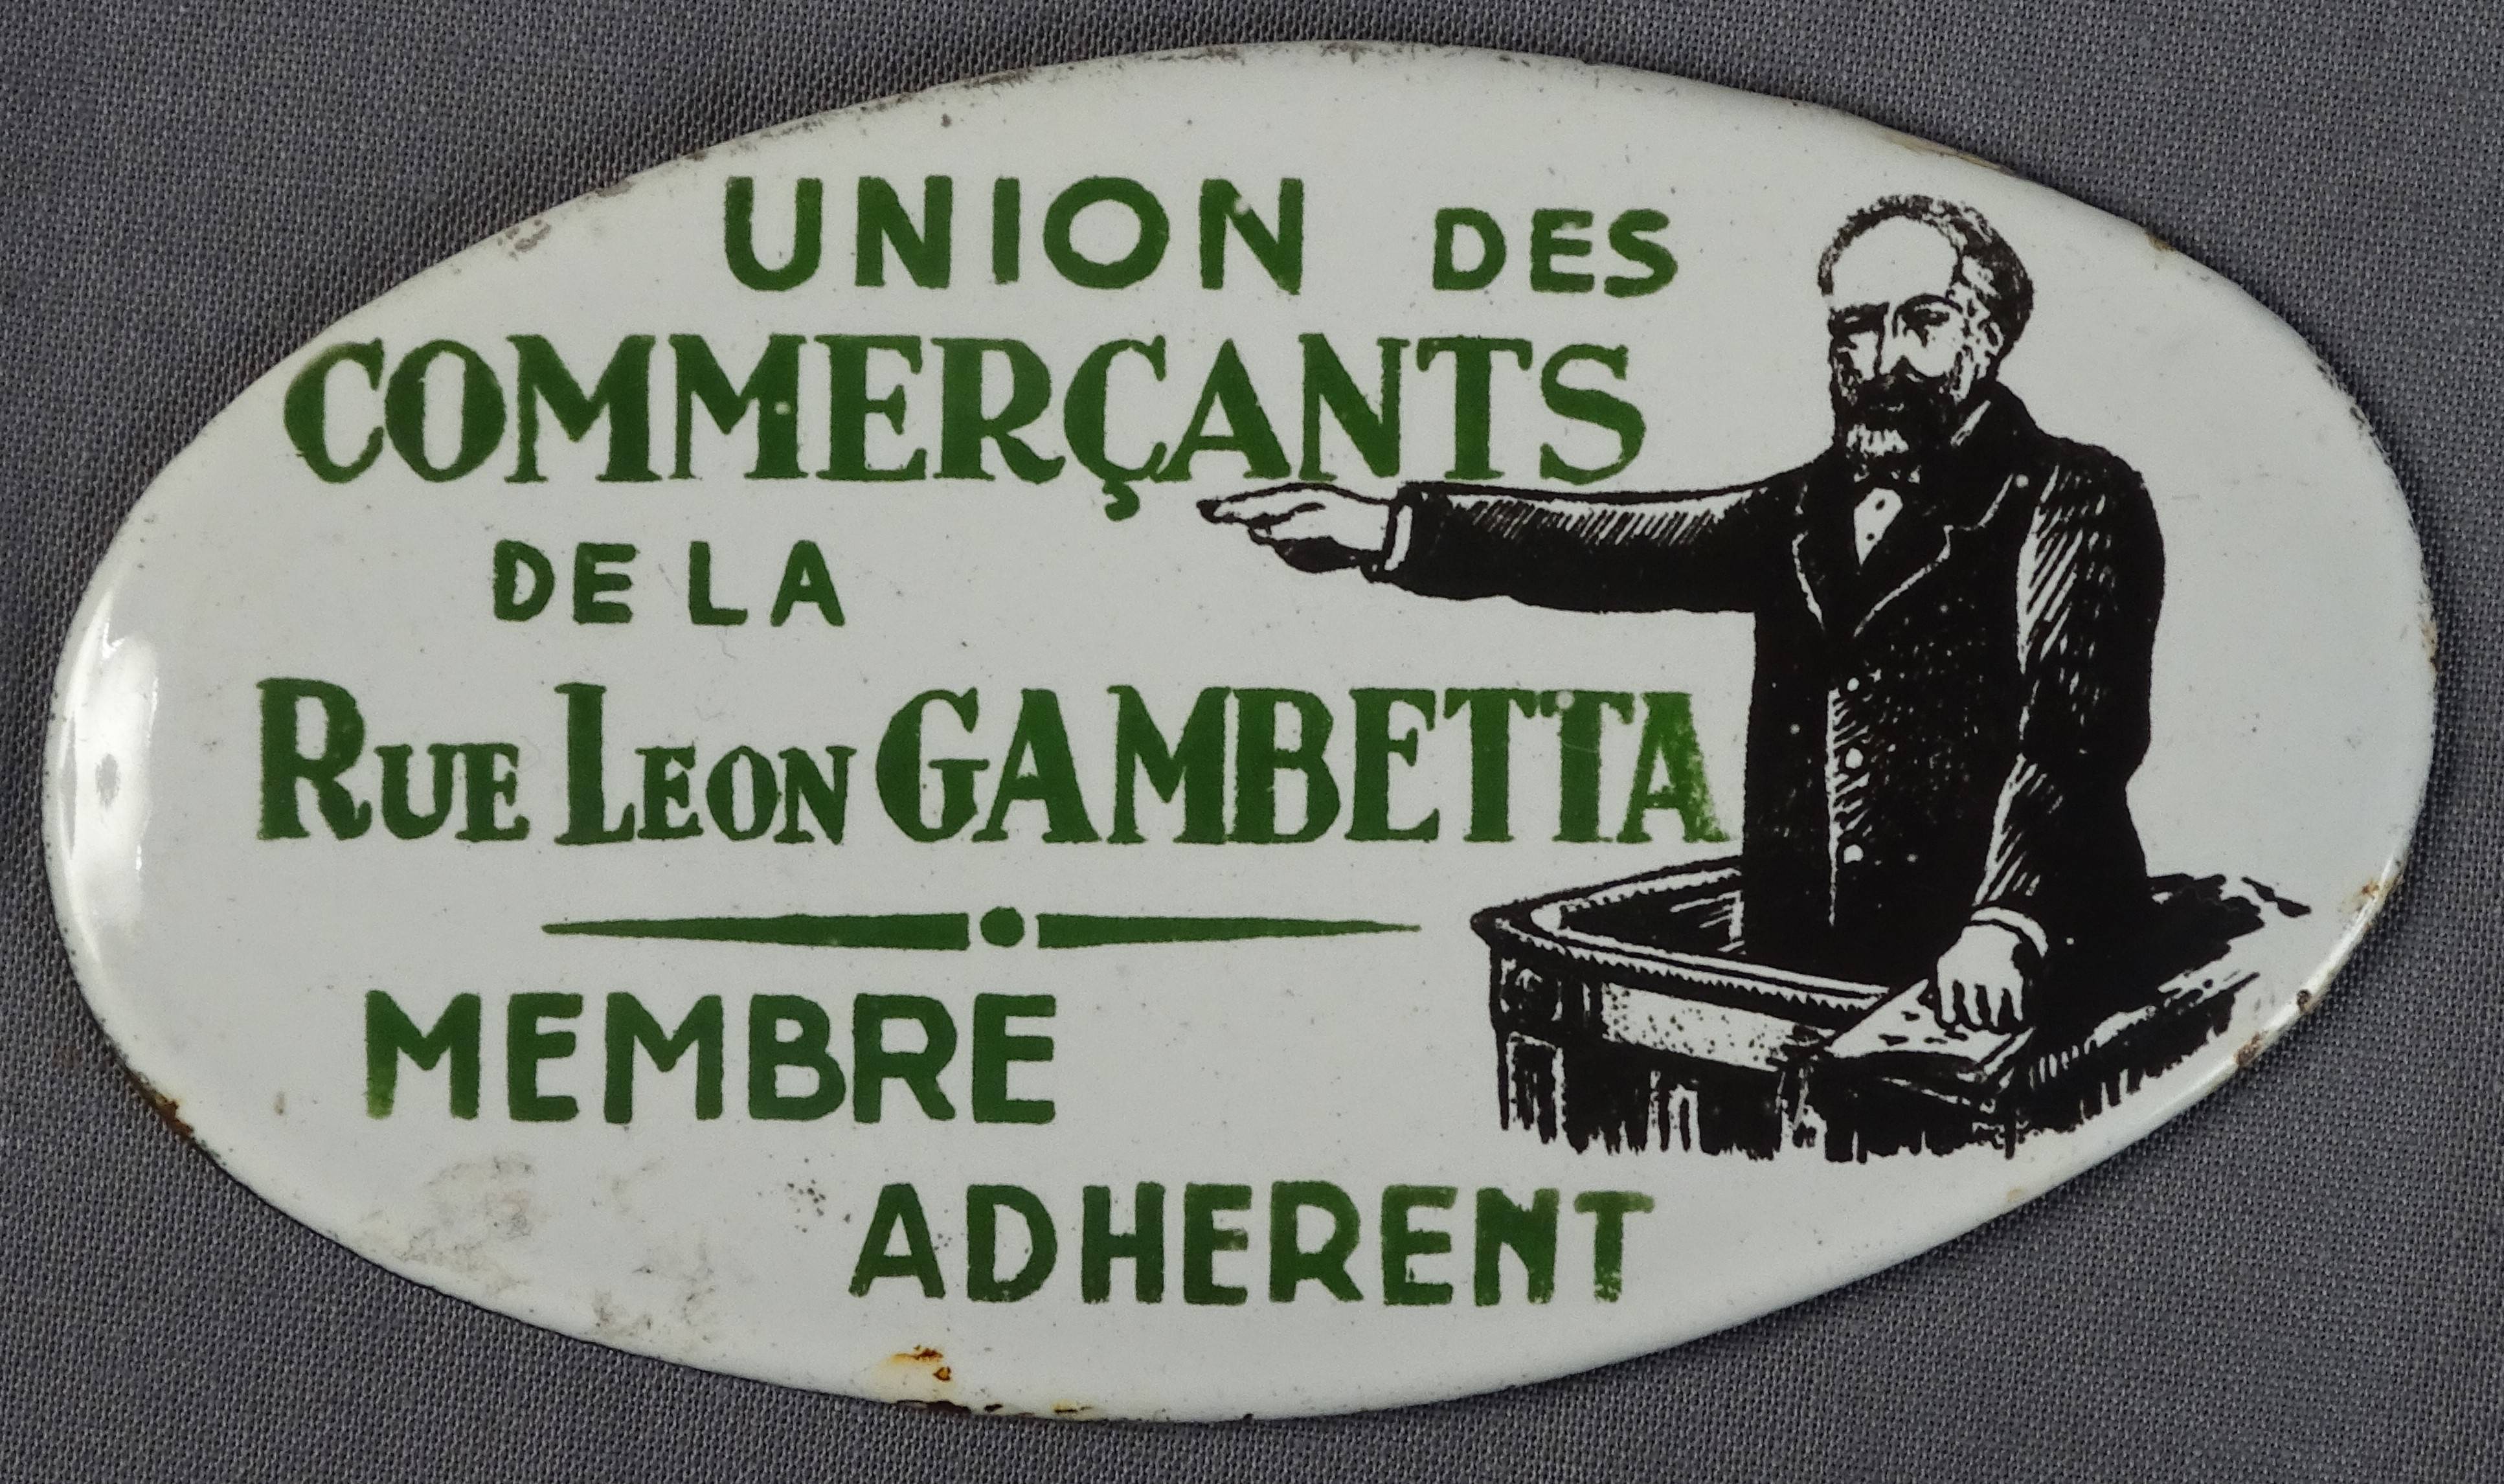 UNION DES
COMMERÇANTS
DE LA
RUE LEON GAMBETTA
MEMBRE
ADHERENT